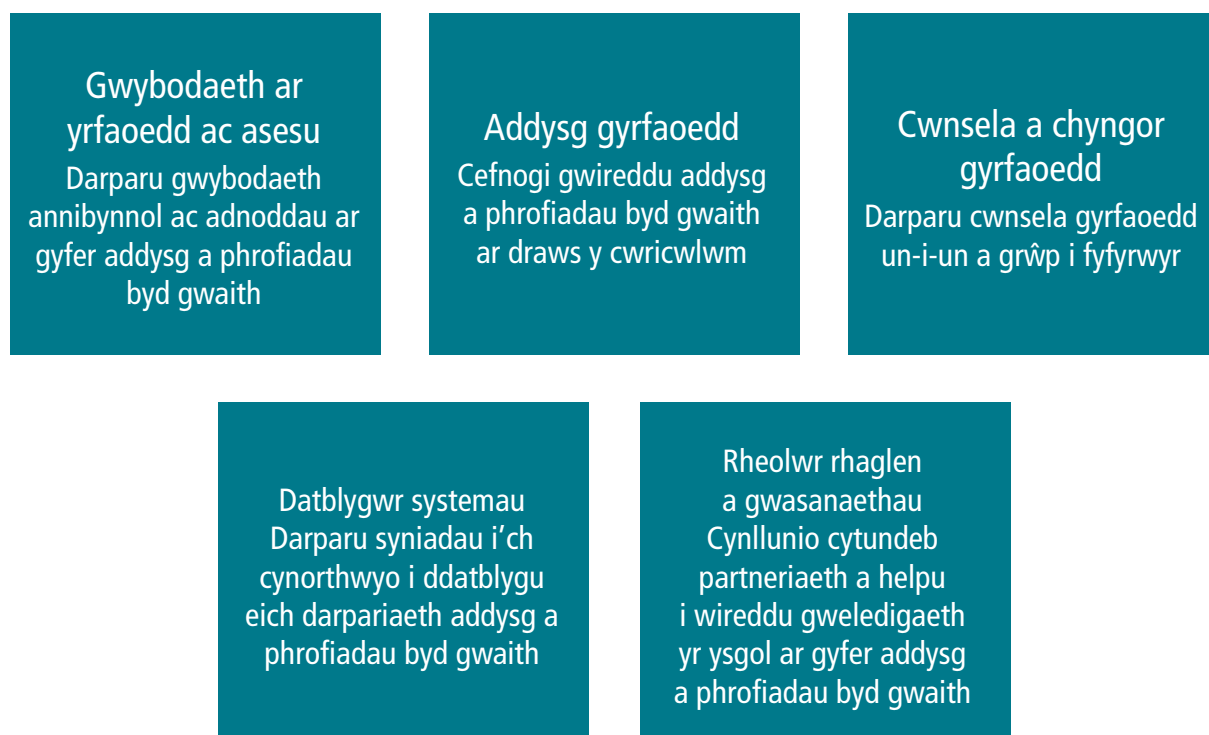 Gwybodaeth ar
yrfaoedd ac asesu
Darparu gwybodaeth
annibynnol ac adnoddau ar
gyfer addysg a phrofiadau
byd gwaith
Addysg gyrfaoedd
Cefnogi gwireddu addysg
a phrofiadau byd gwaith
ar draws y cwricwlwm
Cwnsela a chyngor
gyrfaoedd
Darparu cwnsela gyrfaoedd
un-i-un a grŵp i fyfyrwyr
Datblygwr systemau
Darparu syniadau i’ch
cynorthwyo i ddatblygu
eich darpariaeth addysg a
phrofiadau byd gwaith
Rheolwr rhaglen
a gwasanaethau
Cynllunio cytundeb
partneriaeth a helpu
i wireddu gweledigaeth
yr ysgol ar gyfer addysg
a phrofiadau byd gwaith